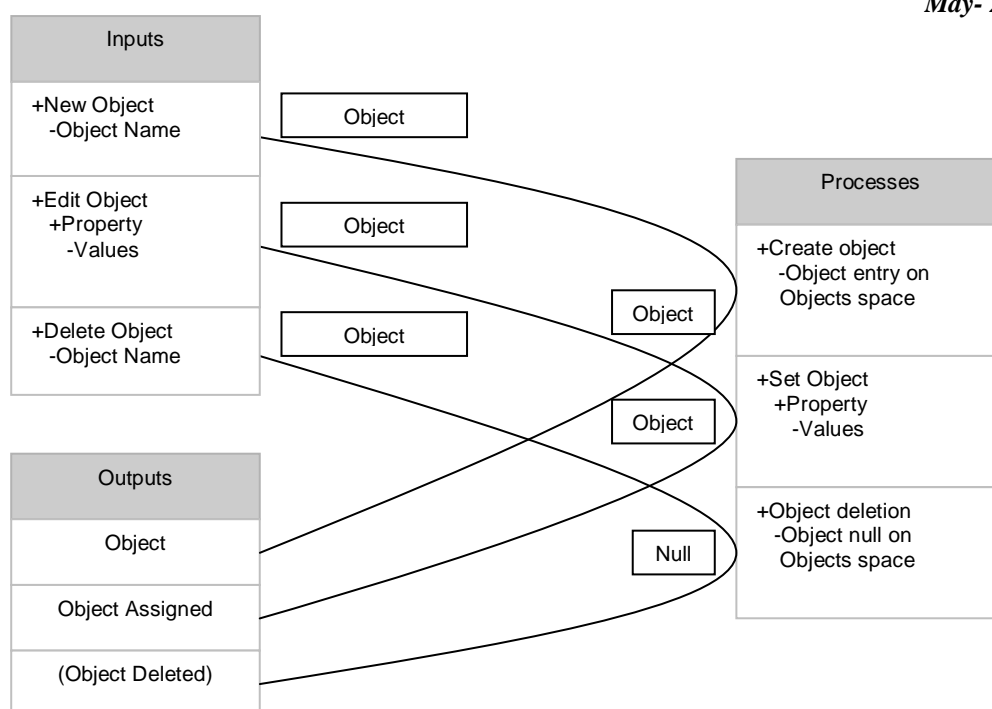 May-
Inputs
+New Object
-Object Name
Object
+Edit Object
+Property
-Values
Object
+Delete Object
-Object Name
Object
Processes
+Create object
-Object entry on
Objects space
Object
+Set Object
+Property
-Values
Object
+Object deletion
-Object null on
Objects space
Null
Outputs
Object
Object Assigned
(Object Deleted)